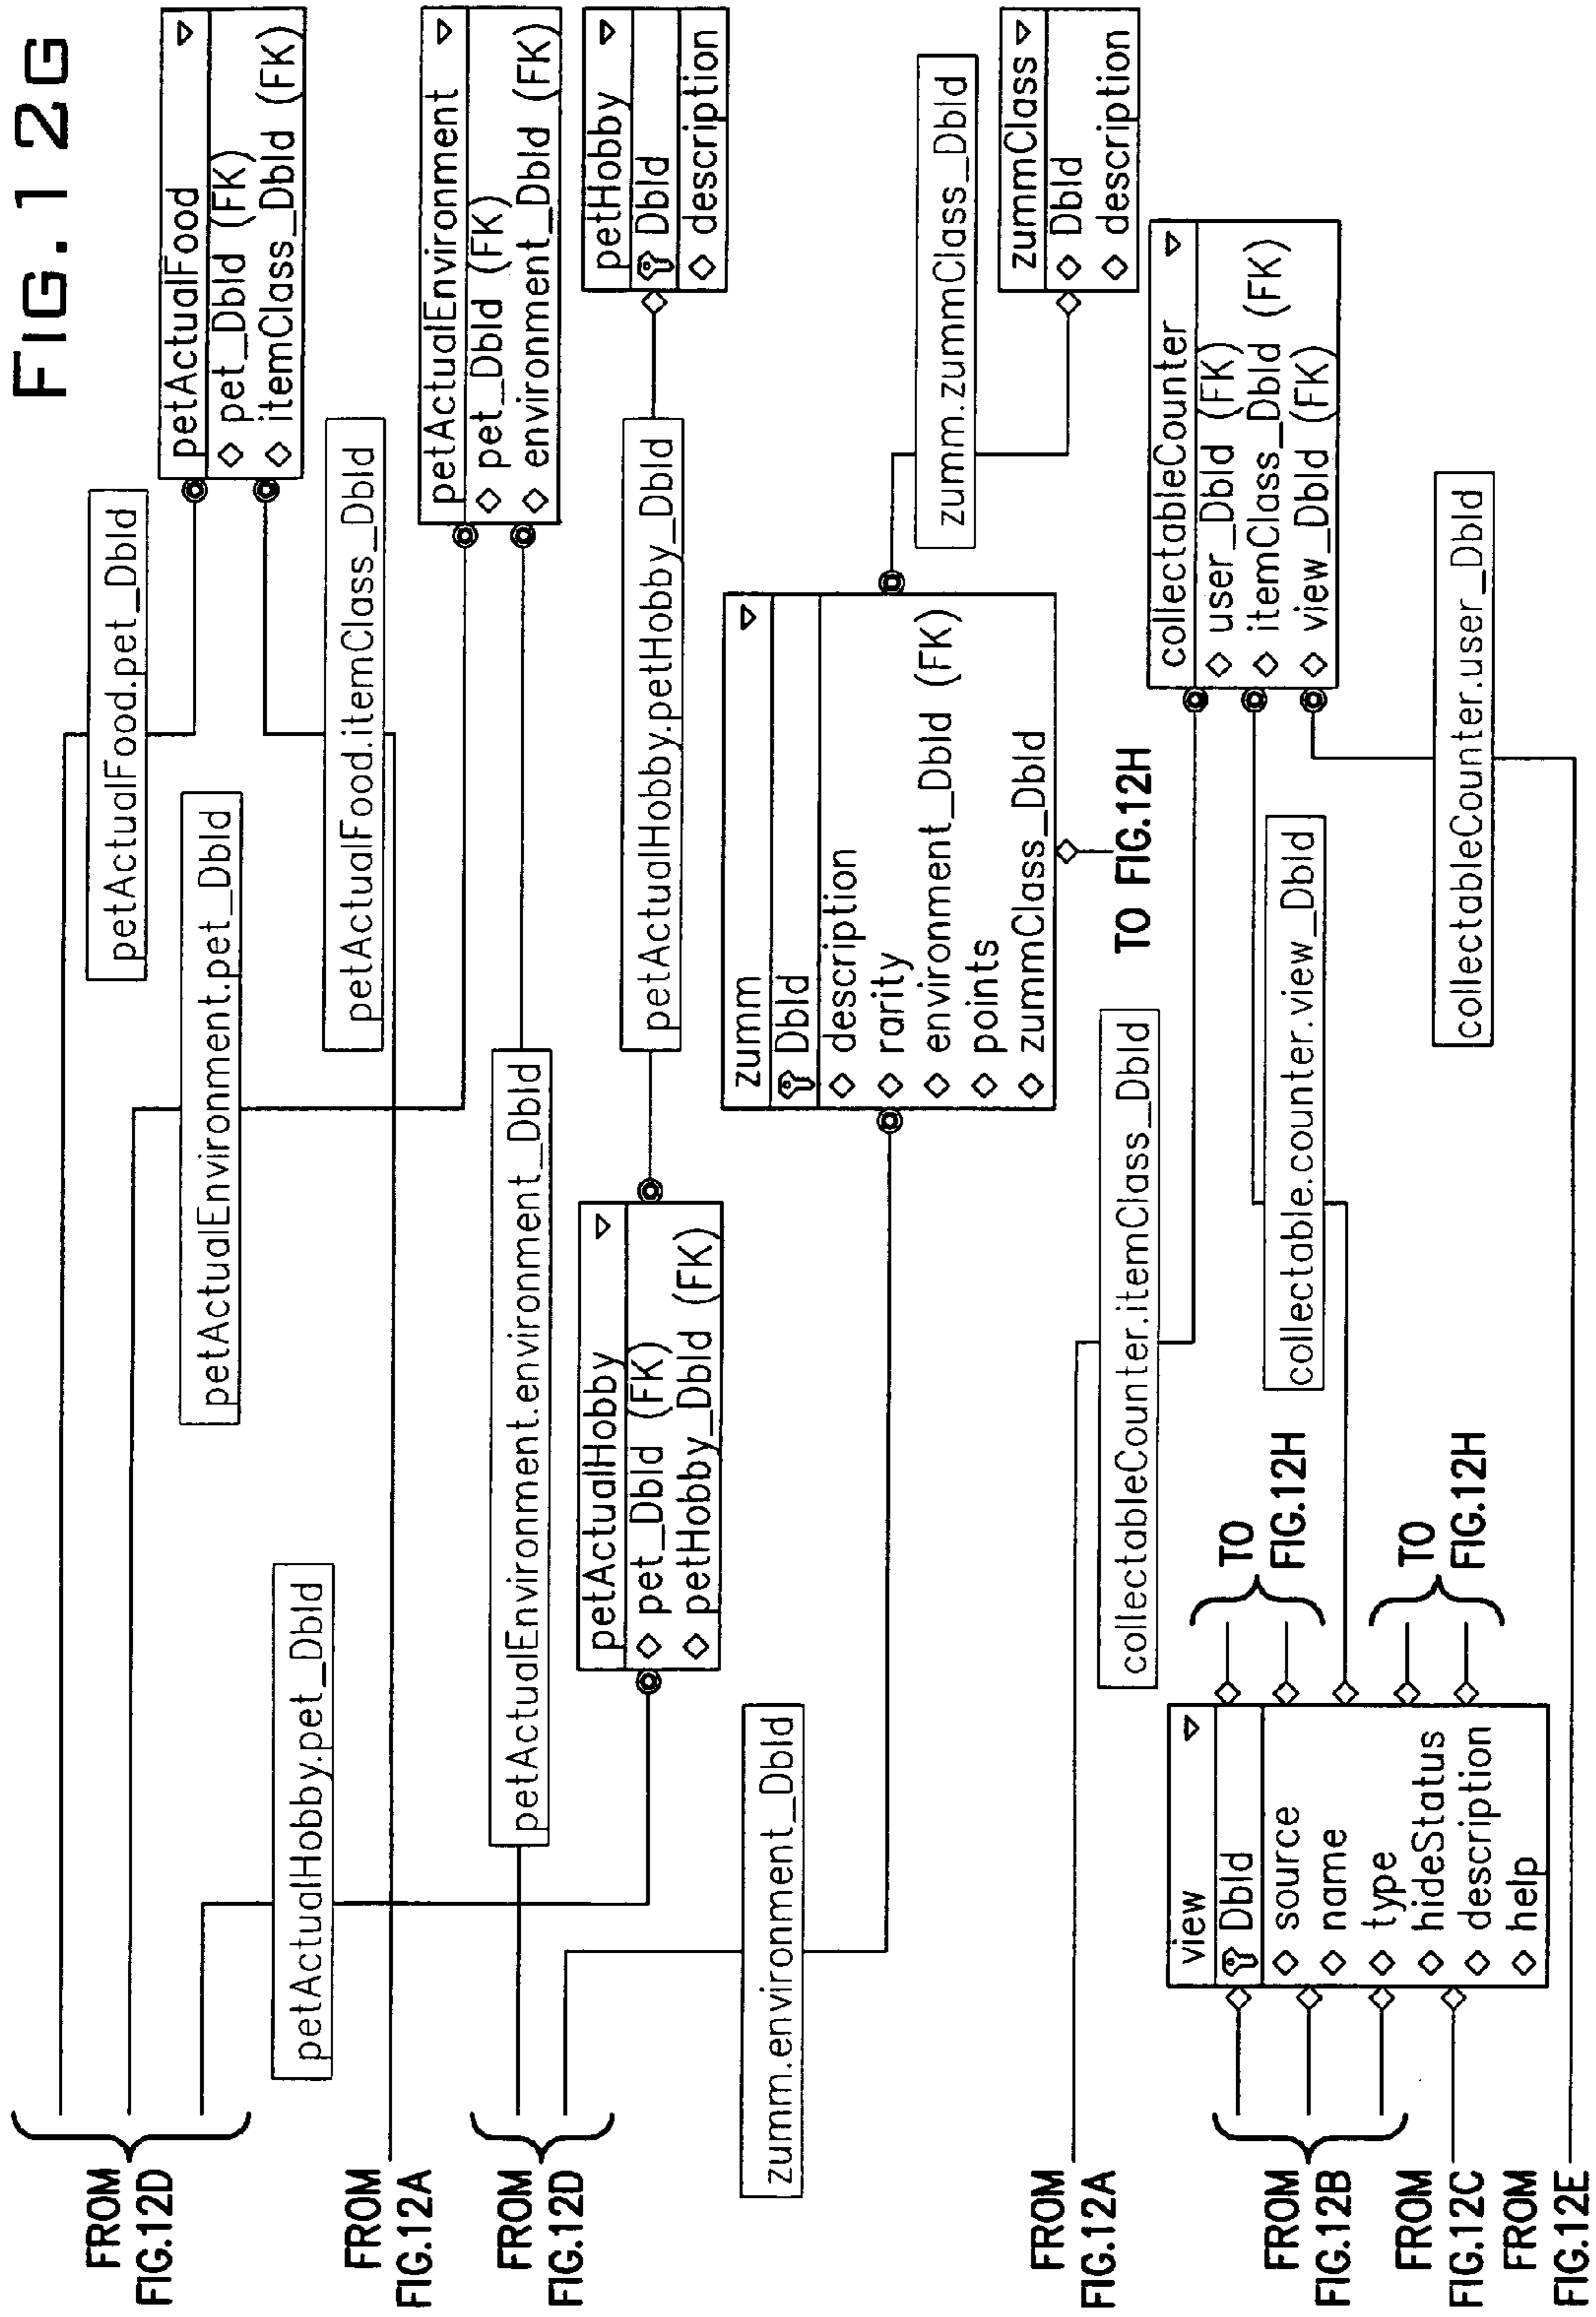 FIG. 12G
petActualFood
pet_DbId (FK)
itemClass_DbId (FK)
petActualFood.pet_DbId
petActualEnvironment.pet_DbId
petActualFood.itemClass_DbId
petActualHobby.pet_DbId
FROM
FIG.12D
FROM
FIG.12A
petActualEnvironment
pet_DbId (FK)
environment_DbId (FK)
petActualEnvironment.environment_DbId
FROM
FIG.12D
petHobby
DbId
description
petActualHobby.petHobby_DbId
petActualHobby
pet_DbId (FK)
petHobby_DbId (FK)
zumm.environment_DbId
zumm
DbId
description
rarity
environment_DbId (FK)
points
zummClass_DbId
TO FIG.12H
zumm.zummClass_DbId
zummClass
DbId
description
FROM
FIG.12A
collectableCounter.itemClass_DbId
collectableCounter
user_DbId (FK)
itemClass_DbId (FK)
view_DbId (FK)
collectable.counter.view_DbId
collectableCounter.user_DbId
view
DbId
source
name
type
hideStatus
description
help
TO
FIG.12H
TO
FIG.12H
FROM
FIG.12B
FROM
FIG.12C
FROM
FIG.12E